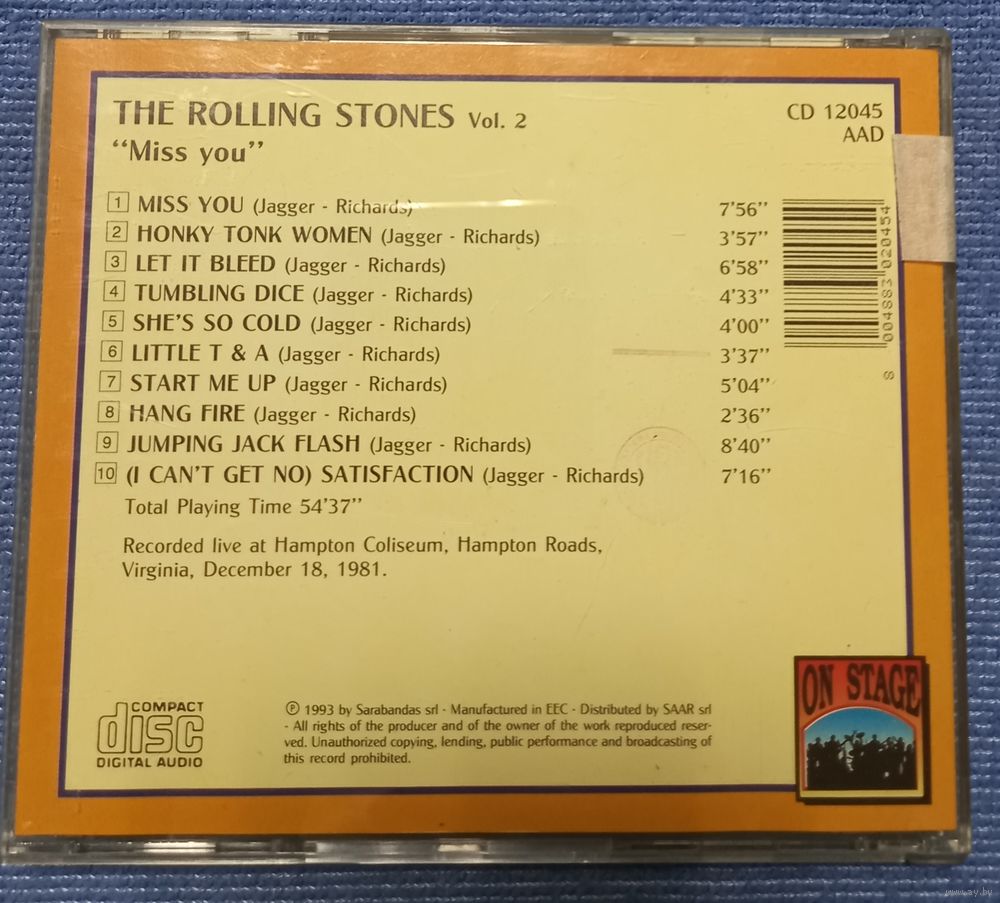 THE ROLLING STONES Vol. 2
"Miss you"
CD 12045
AAD
1 MISS YOU (Jagger - Richards) 7'56"
2 HONKY TONK WOMEN (Jagger - Richards) 3'57"
3 LET IT BLEED (Jagger - Richards) 6'58"
4 TUMBLING DICE (Jagger - Richards) 4'33"
5 SHE'S SO COLD (Jagger - Richards) 4'00"
6 LITTLE T & A (Jagger - Richards) 3'37"
7 START ME UP (Jagger - Richards) 5'04"
8 HANG FIRE (Jagger - Richards) 2'36"
9 JUMPING JACK FLASH (Jagger - Richards) 8'40"
10 (I CAN'T GET NO) SATISFACTION (Jagger - Richards) 7'16"
Total Playing Time 54'37"
Recorded live at Hampton Coliseum, Hampton Roads,
Virginia, December 18, 1981.
8 004883 020454
COMPACT
disc
DIGITAL AUDIO
℗ 1993 by Sarabandas srl · Manufactured in EEC · Distributed by SAAR srl
- All rights of the producer and of the owner of the work reproduced reser-
ved. Unauthorized copying, lending, public performance and broadcasting of
this record prohibited.
ON STAGE
www.ay.by